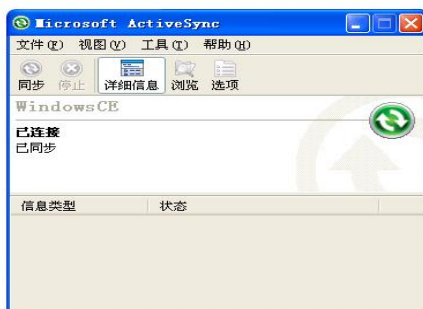 Microsoft ActiveSync
文件(F) 视图(V) 工具(T) 帮助(H)
同步 停止 详细信息 浏览 选项
WindowsCE
已连接
已同步
信息类型 状态